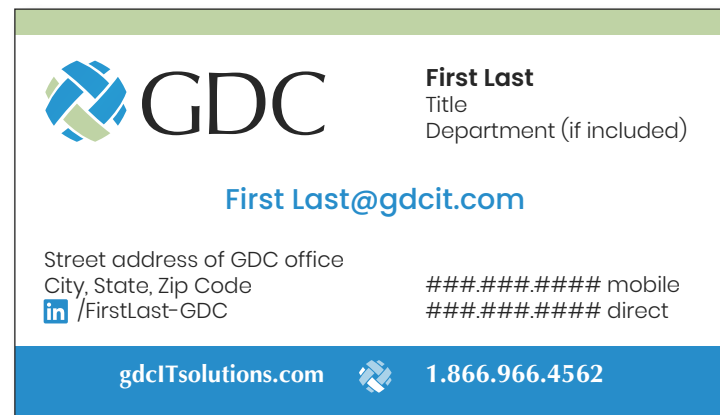 GDC
First Last
Title
Department (if included)
First Last@gdcit.com
Street address of GDC office
City, State, Zip Code
in /FirstLast-GDC
###.###.#### mobile
###.###.#### direct
gdcITsolutions.com 1.866.966.4562